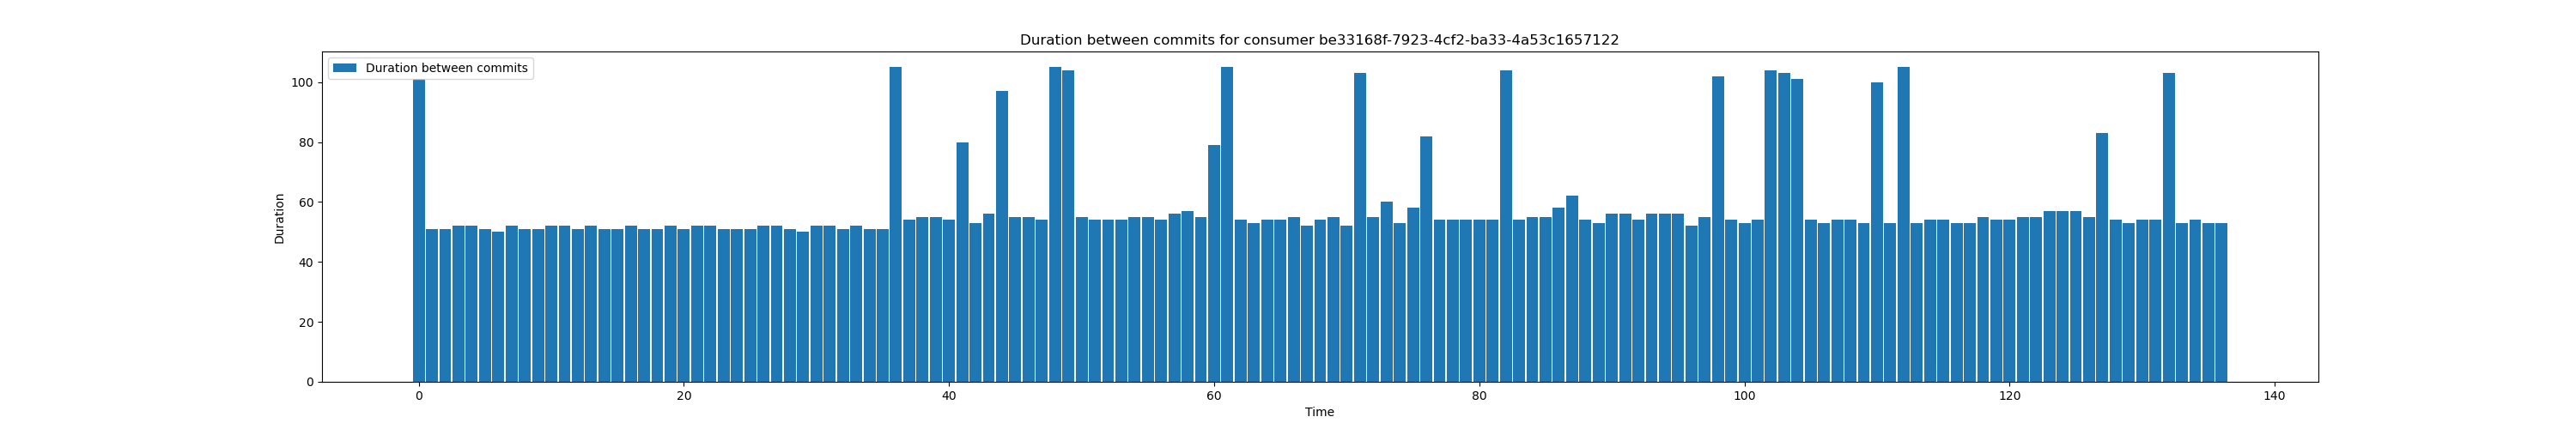 Duration between commits for consumer be33168f-7923-4cf2-ba33-4a53c1657122
Duration between commits
100
80
60
40
20
0
Duration
0 20 40 60 80 100 120 140
Time